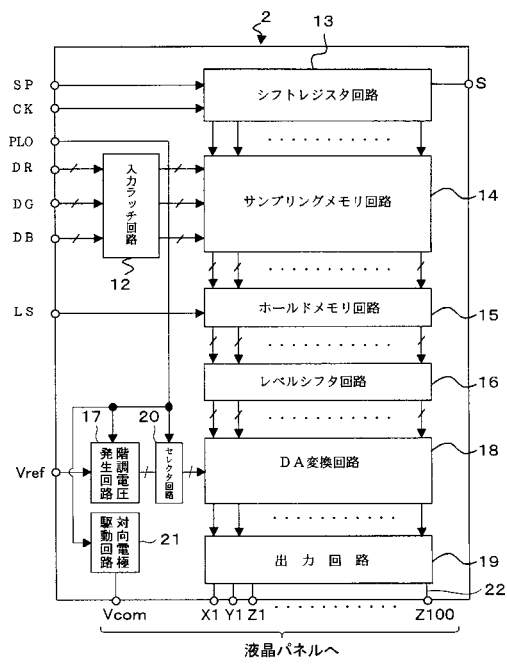 2
13
SP
シフトレジスタ回路
S
CK
PLO
DR
入力ラッチ回路
サンプリングメモリ回路
14
DG
DB
12
LS
ホールドメモリ回路
15
レベルシフタ回路
16
17
20
18
Vref
階調電圧
発生回路
セレクタ回路
DA変換回路
対向電極
駆動回路
21
出力回路
19
22
Vcom
X1 Y1 Z1
Z100
液晶パネルへ